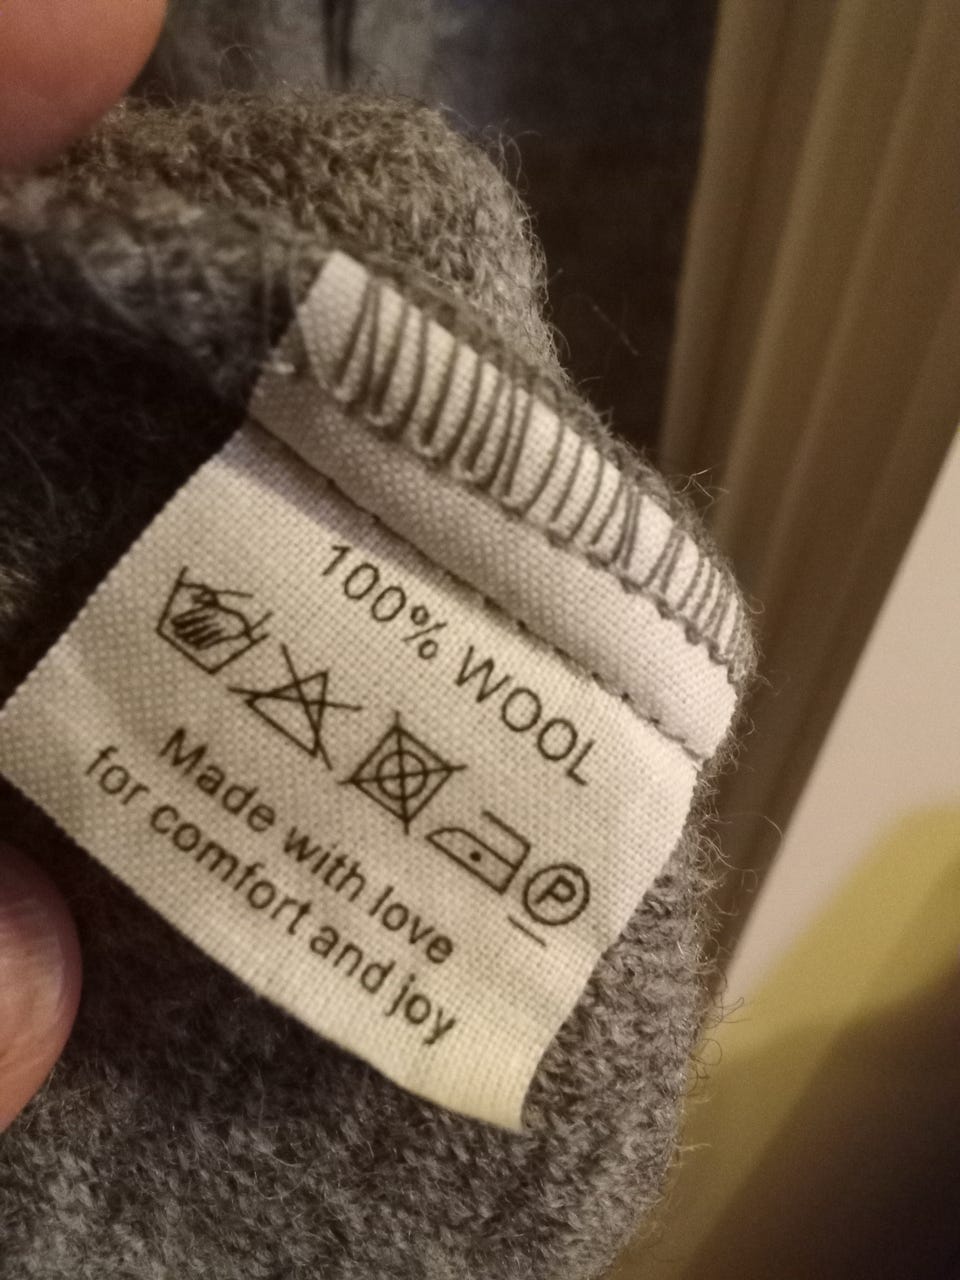 100% WOOL
P
Made with love
for comfort and joy